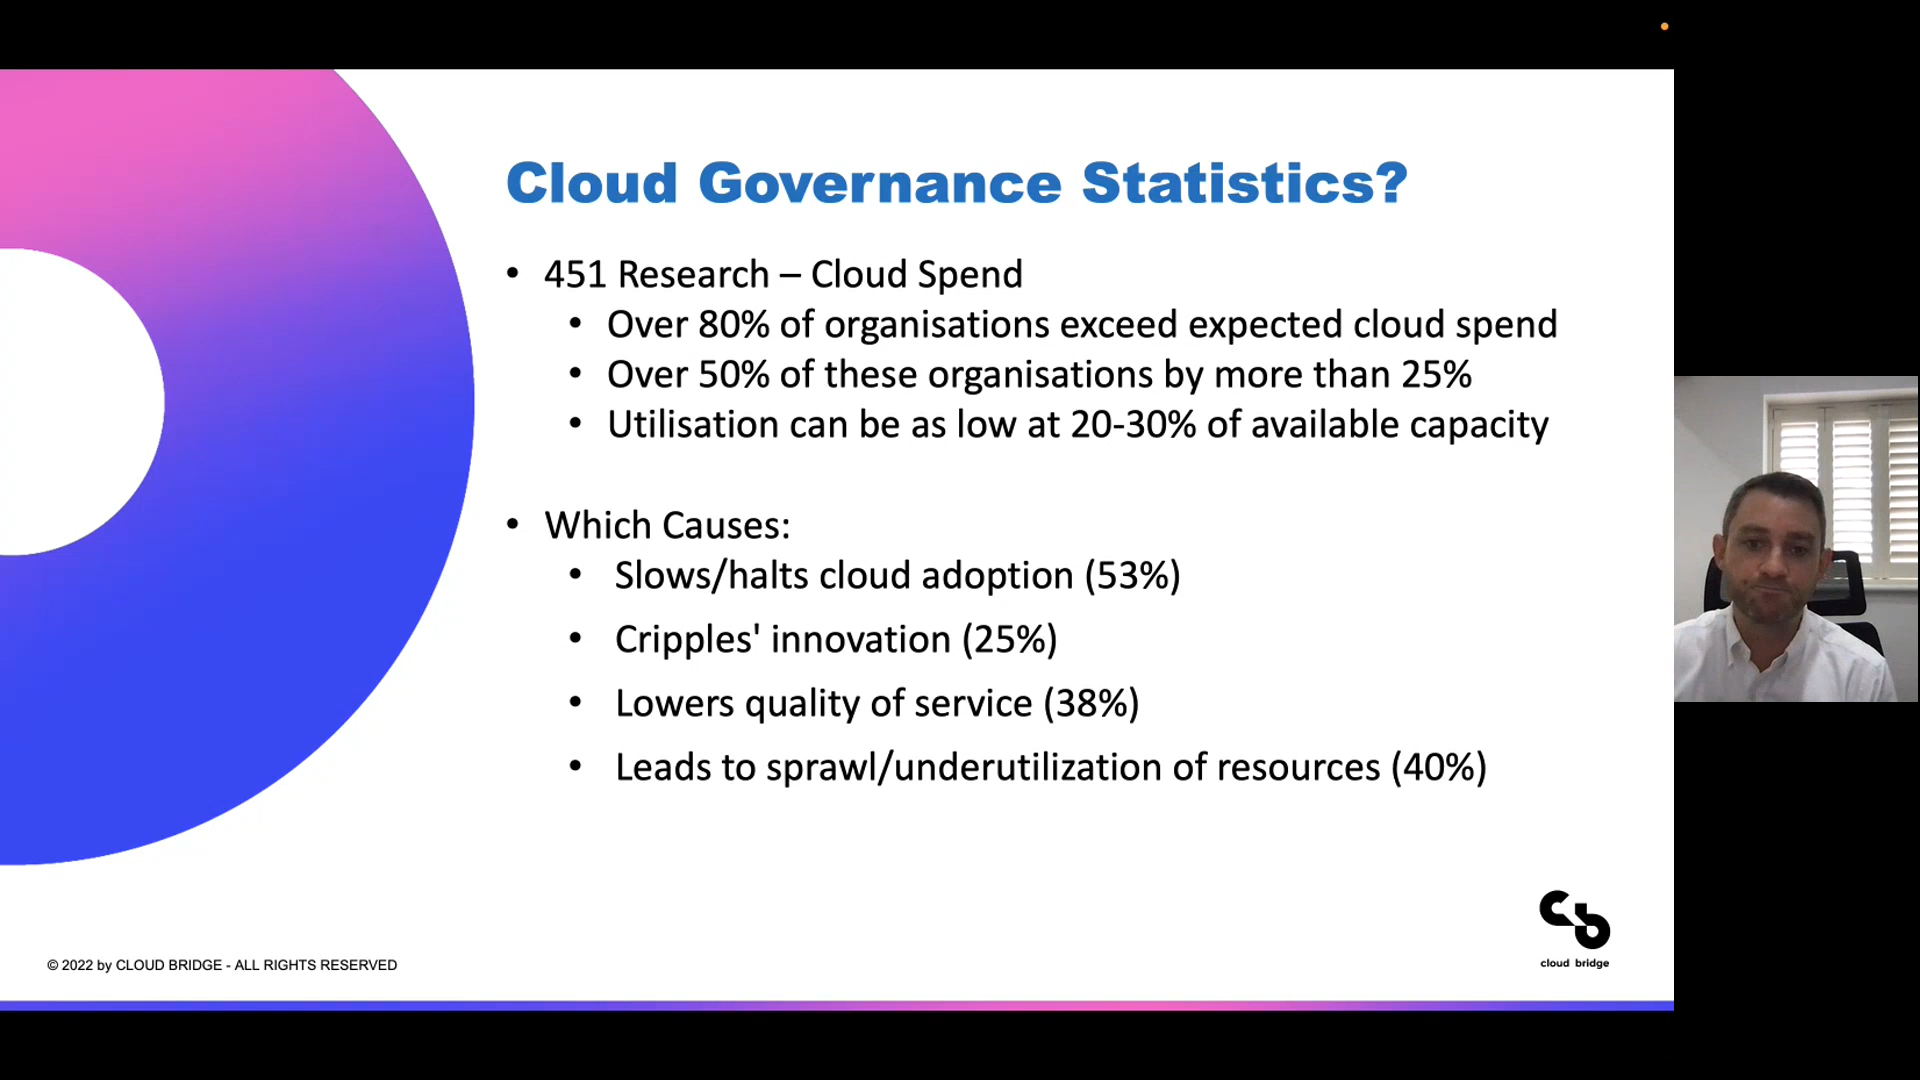 Cloud Governance Statistics?
• 451 Research – Cloud Spend
• Over 80% of organisations exceed expected cloud spend
• Over 50% of these organisations by more than 25%
• Utilisation can be as low at 20-30% of available capacity
• Which Causes:
• Slows/halts cloud adoption (53%)
• Cripples' innovation (25%)
• Lowers quality of service (38%)
• Leads to sprawl/underutilization of resources (40%)
cb
cloud bridge
© 2022 by CLOUD BRIDGE - ALL RIGHTS RESERVED